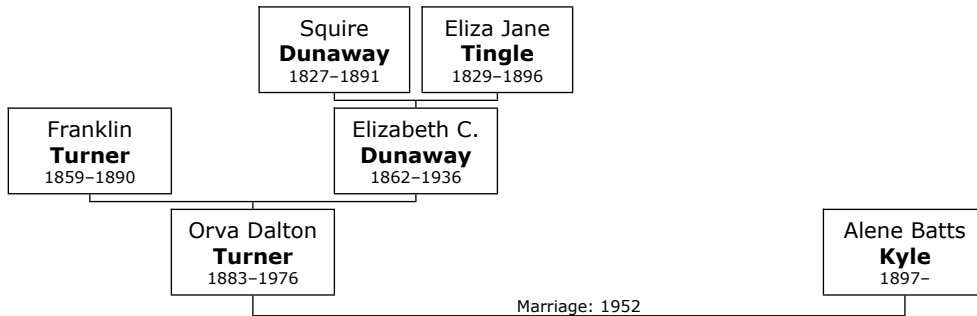 Squire
Dunaway
1827–1891
Eliza Jane
Tingle
1829–1896
Franklin
Turner
1859–1890
Elizabeth C.
Dunaway
1862–1936
Orva Dalton
Turner
1883–1976
Alene Batts
Kyle
1897–
Marriage: 1952